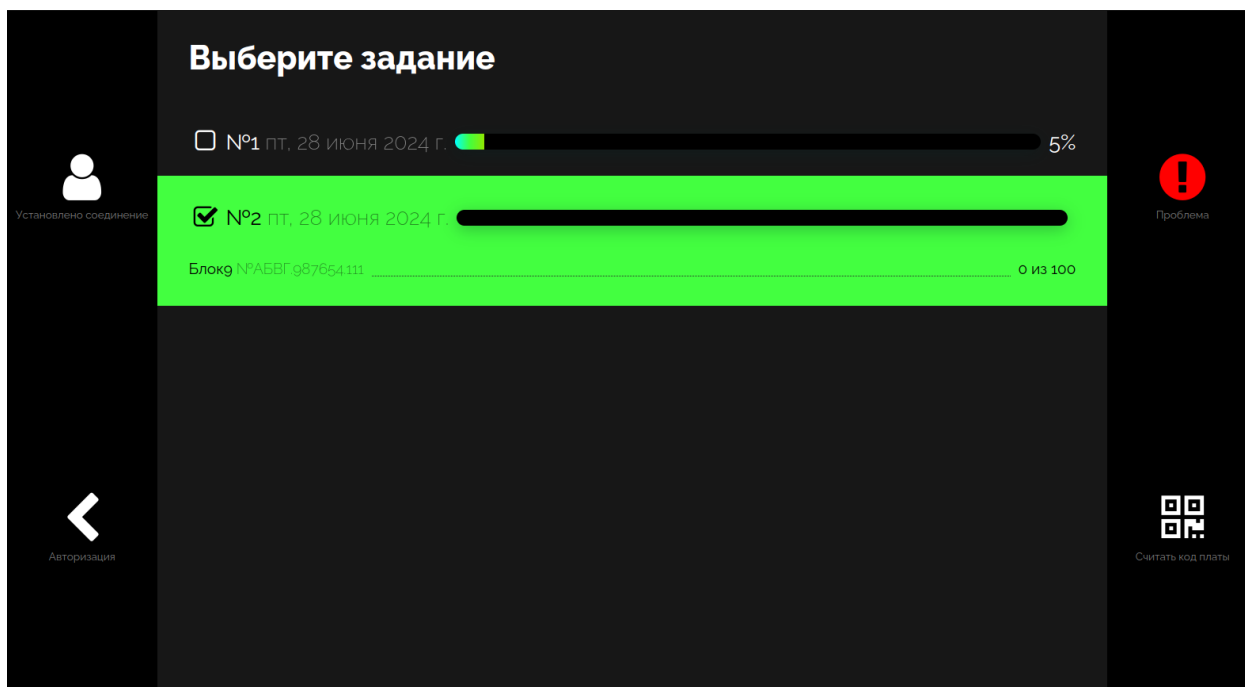 Выберите задание
№1 пт, 28 июня 2024 г. 5%
Установлено соединение
Проблема
№2 пт, 28 июня 2024 г.
Блок9 №АБВГ.987654.111 0 из 100
Авторизация
Считать код платы